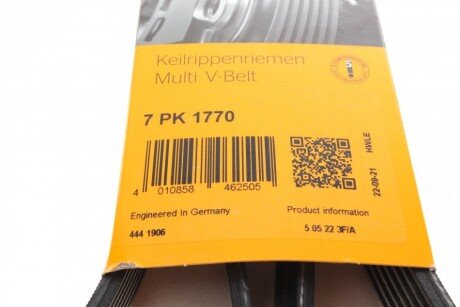 Keilrippenriemen
Multi V-Belt
5
7 PK 1770
4 010858 462505
HWLE
22-09-21
Engineered In Germany
Product information
444 1906
5 05 22 3F/A